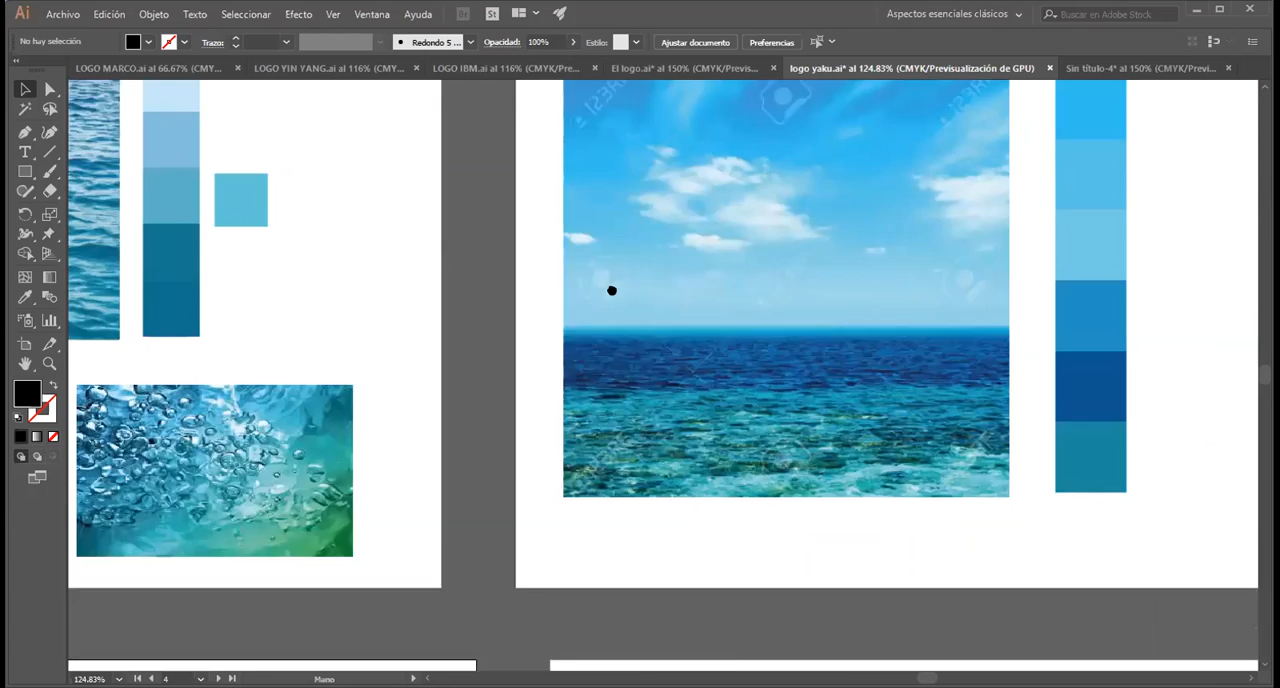 Ai Archivo Edición Objeto Texto Seleccionar Efecto Ver Ventana Ayuda Br St Aspectos esenciales clásicos Buscar en Adobe Stock
No hay selección Trazo: Redondo 5 ... Opacidad: 100% Estilo: Ajustar documento Preferencias
LOGO MARCO.ai al 66.67% (CMY... LOGO YIN YANG.ai al 116% (CMY... LOGO IBM.ai al 116% (CMYK/Pre... El logo.ai* al 150% (CMYK/Previs... logo yaku.ai* al 124.83% (CMYK/Previsualización de GPU) Sin título-4* al 150% (CMYK/Previ...
124.83% 4 Mano